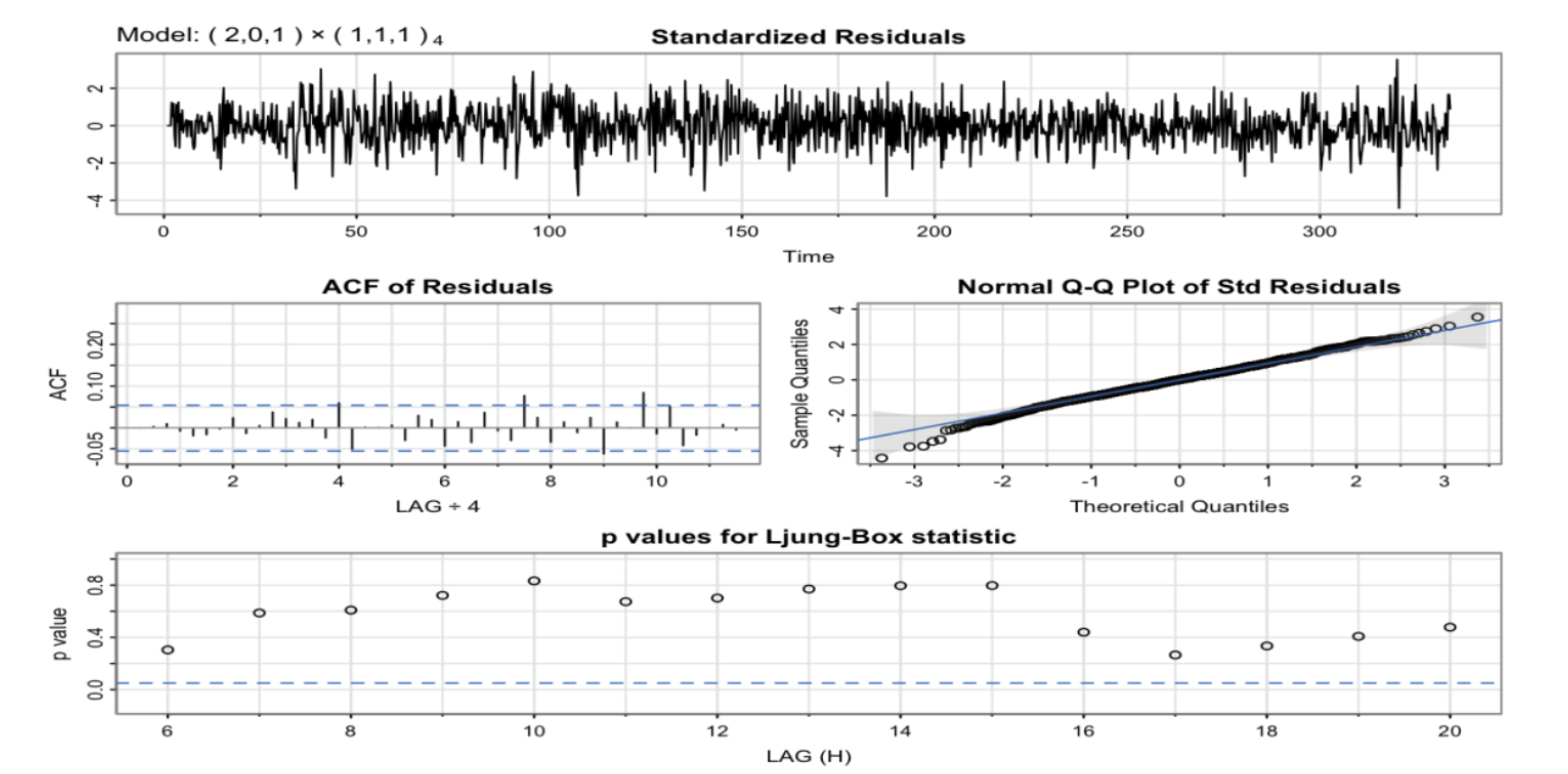 Model: ( 2,0,1 ) × ( 1,1,1 ) 4
Standardized Residuals
2
0
-2
-4
0 50 100 150 200 250 300
Time
ACF of Residuals
ACF
0.20
0.10
-0.05
0 2 4 6 8 10
LAG ÷ 4
Normal Q-Q Plot of Std Residuals
Sample Quantiles
4
2
0
-2
-4
-3 -2 -1 0 1 2 3
Theoretical Quantiles
p values for Ljung-Box statistic
p value
0.8
0.4
0.0
6 8 10 12 14 16 18 20
LAG (H)